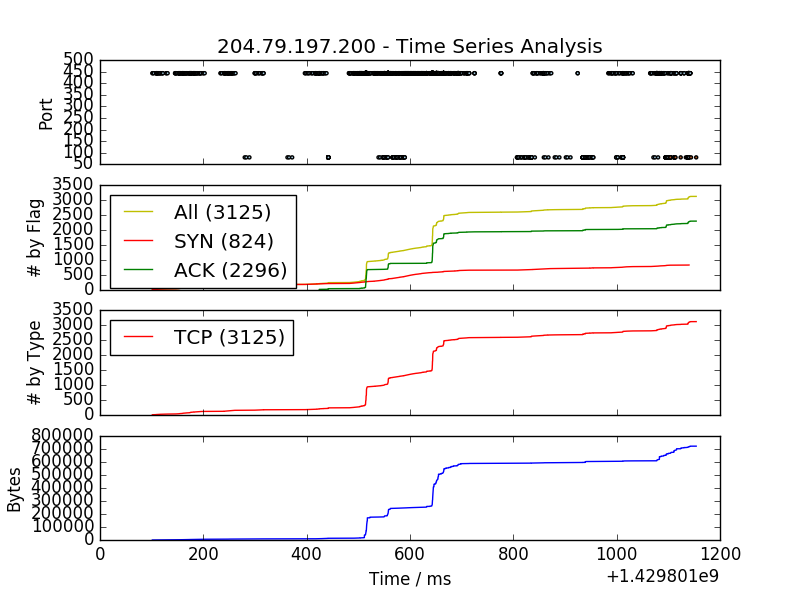 204.79.197.200 - Time Series Analysis
500
450
400
350
300
250
200
150
100
50
Port
3500
3000
2500
2000
1500
1000
500
0
# by Flag
All (3125)
SYN (824)
ACK (2296)
3500
3000
2500
2000
1500
1000
500
0
# by Type
TCP (3125)
800000
700000
600000
500000
400000
300000
200000
100000
0
Bytes
0 200 400 600 800 1000 1200
Time / ms
+1.429801e9